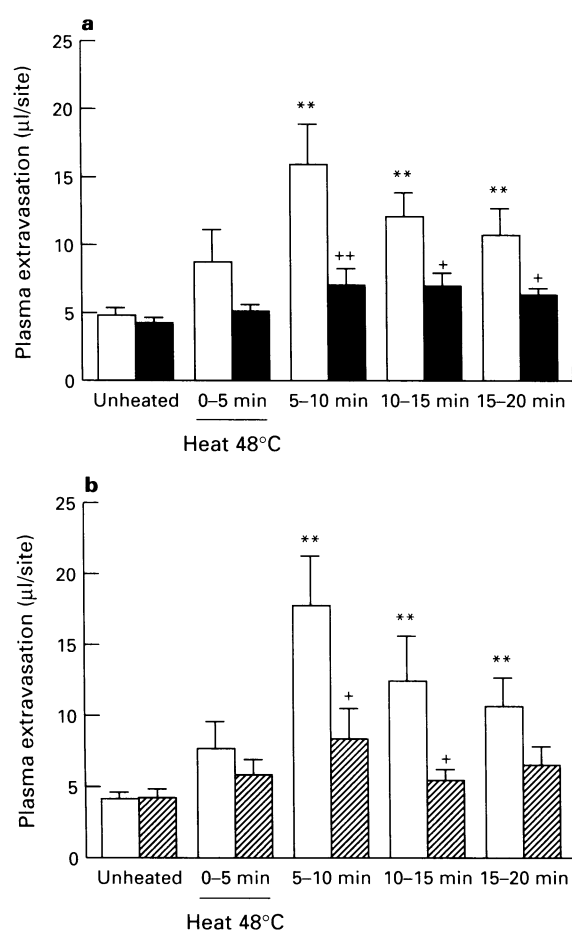 a
Plasma extravasation (µl/site)
25
20
15
10
5
0
**
**
**
++
+
+
Unheated 0–5 min 5–10 min 10–15 min 15–20 min
Heat 48°C
b
Plasma extravasation (µl/site)
25
20
15
10
5
0
**
**
**
+
+
Unheated 0–5 min 5–10 min 10–15 min 15–20 min
Heat 48°C